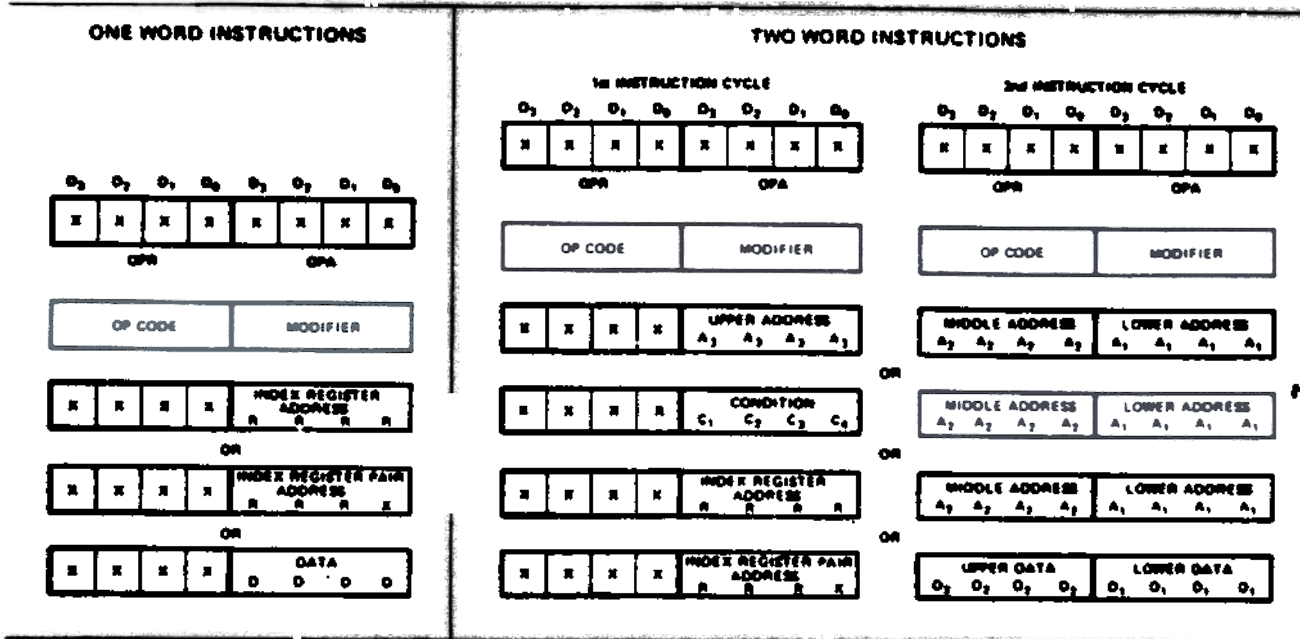 ONE WORD INSTRUCTIONS
D₃ D₂ D₁ D₀ D₃ D₂ D₁ D₀
X X X X X X X X
OPR OPA
OP CODE MODIFIER
X X X X INDEX REGISTER
ADDRESS
R R R R
OR
X X X X INDEX REGISTER PAIR
ADDRESS
R R R X
OR
X X X X DATA
D D D D
TWO WORD INSTRUCTIONS
1st INSTRUCTION CYCLE 2nd INSTRUCTION CYCLE
D₃ D₂ D₁ D₀ D₃ D₂ D₁ D₀ D₃ D₂ D₁ D₀ D₃ D₂ D₁ D₀
X X X X X X X X X X X X X X X X
OPR OPA OPR OPA
OP CODE MODIFIER OP CODE MODIFIER
X X X X UPPER ADDRESS MIDDLE ADDRESS LOWER ADDRESS
A₃ A₃ A₃ A₃ A₂ A₂ A₂ A₂ A₁ A₁ A₁ A₁
OR
X X X X CONDITION MIDDLE ADDRESS LOWER ADDRESS
C₁ C₂ C₃ C₄ A₂ A₂ A₂ A₂ A₁ A₁ A₁ A₁
OR
X X X X INDEX REGISTER MIDDLE ADDRESS LOWER ADDRESS
ADDRESS
R R R R A₂ A₂ A₂ A₂ A₁ A₁ A₁ A₁
OR
X X X X INDEX REGISTER PAIR UPPER DATA LOWER DATA
ADDRESS
R R R X D₂ D₂ D₂ D₂ D₁ D₁ D₁ D₁